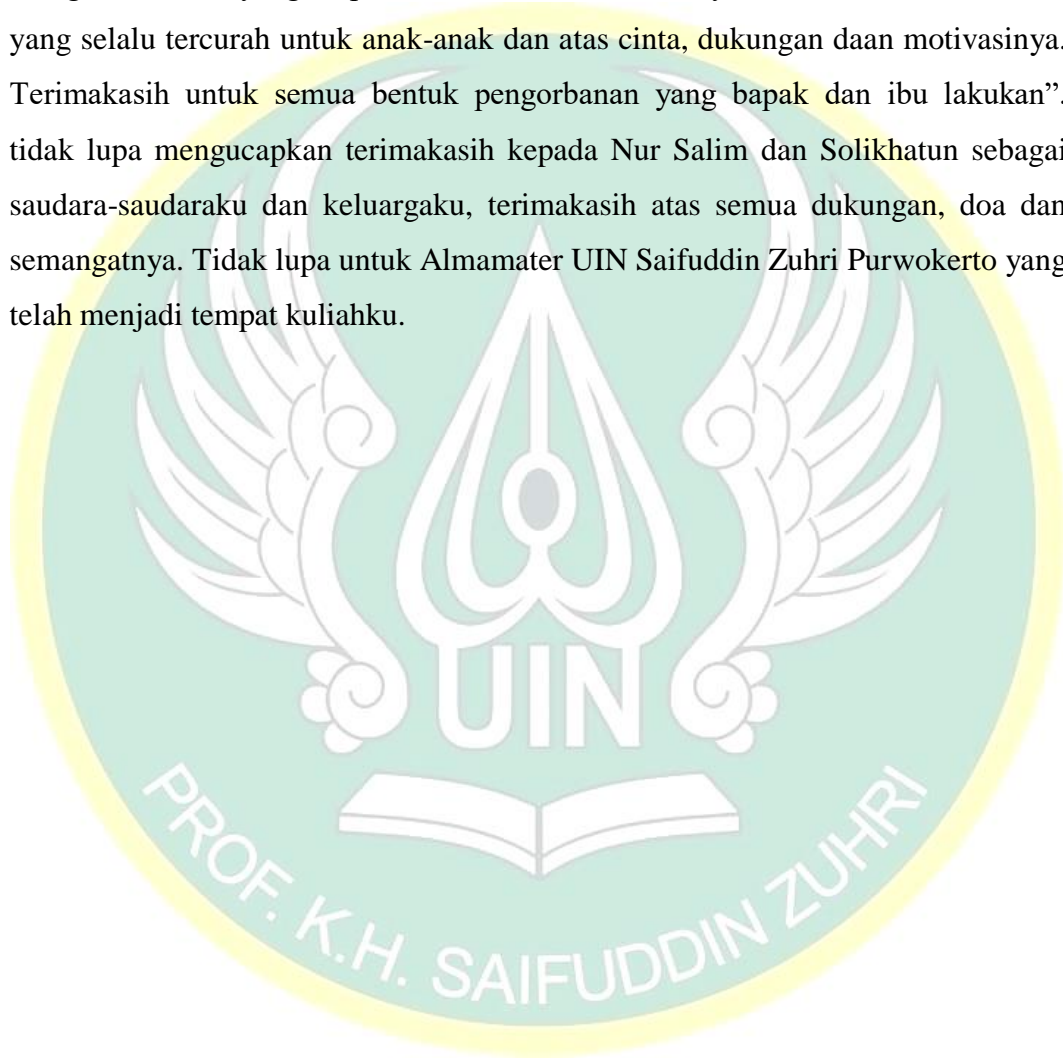 yang selalu tercurah untuk anak-anak dan atas cinta, dukungan daan motivasinya.
Terimakasih untuk semua bentuk pengorbanan yang bapak dan ibu lakukan”.
tidak lupa mengucapkan terimakasih kepada Nur Salim dan Solikhatun sebagai
saudara-saudaraku dan keluargaku, terimakasih atas semua dukungan, doa dan
semangatnya. Tidak lupa untuk Almamater UIN Saifuddin Zuhri Purwokerto yang
telah menjadi tempat kuliahku.
UIN
PROF. K.H. SAIFUDDIN ZUHRI